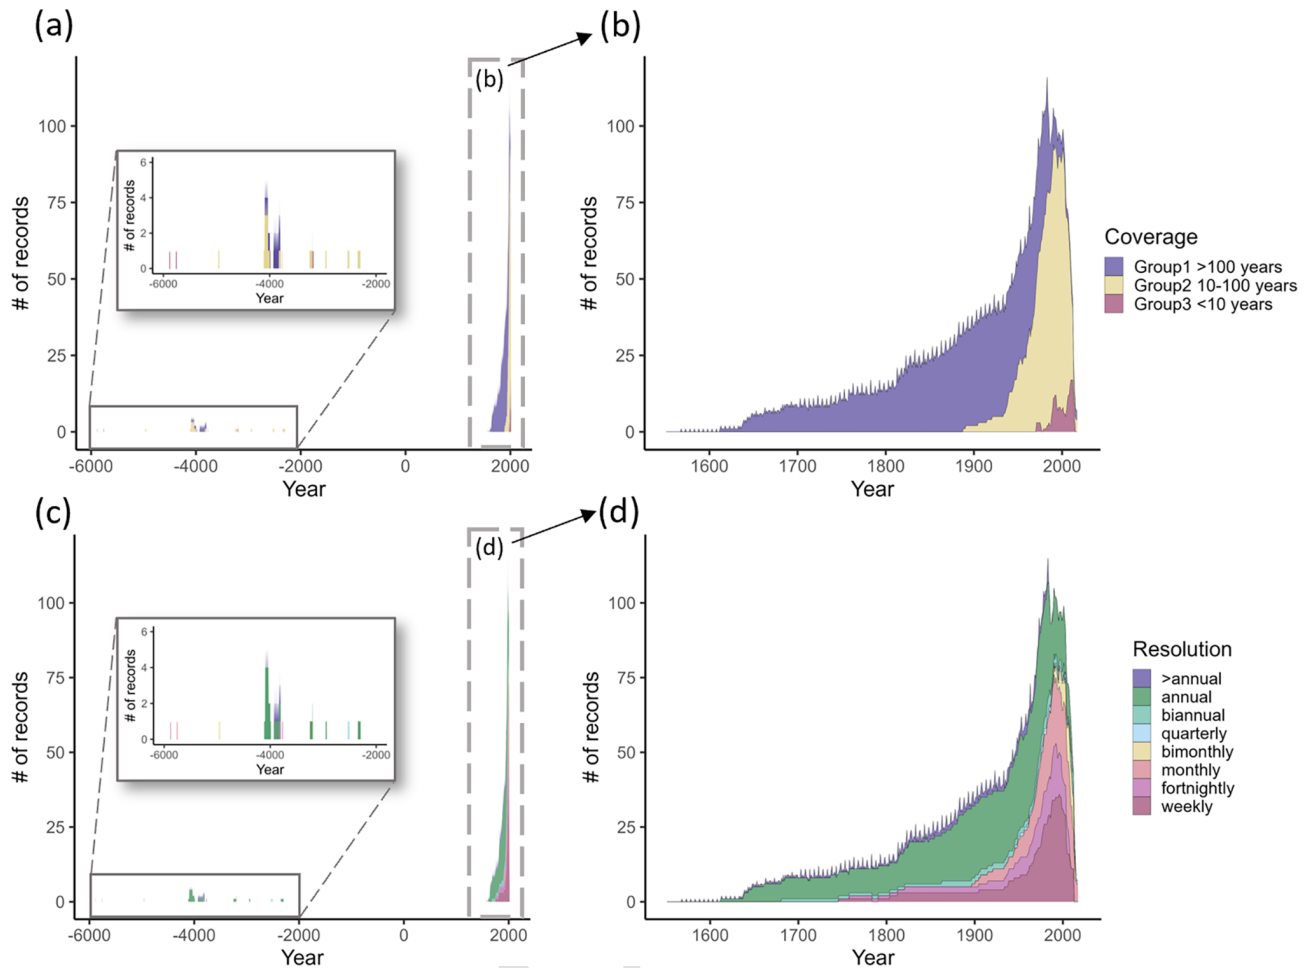 (a)
(b)
(b)
# of records
100
75
50
25
0
6
4
2
0
# of records
-6000
-4000
-2000
Year
-6000
-4000
-2000
0
2000
Year
# of records
100
75
50
25
0
1600
1700
1800
1900
2000
Year
Coverage
Group1 >100 years
Group2 10-100 years
Group3 <10 years
(c)
(d)
(d)
# of records
100
75
50
25
0
6
4
2
0
# of records
-6000
-4000
-2000
Year
-6000
-4000
-2000
0
2000
Year
# of records
100
75
50
25
0
1600
1700
1800
1900
2000
Year
Resolution
>annual
annual
biannual
quarterly
bimonthly
monthly
fortnightly
weekly